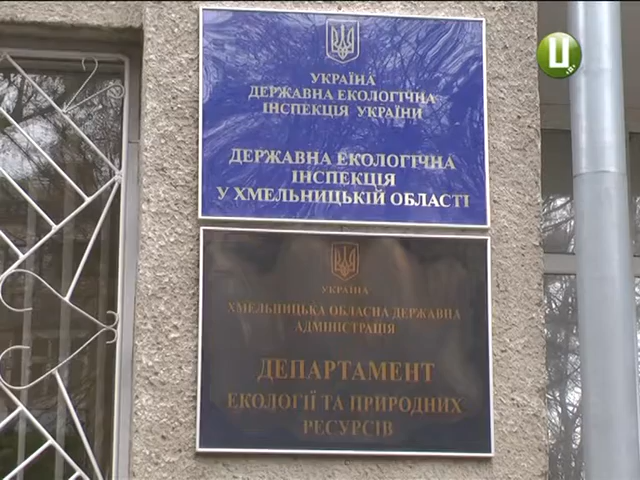 УКРАЇНА
ДЕРЖАВНА ЕКОЛОГІЧНА
ІНСПЕКЦІЯ УКРАЇНИ
ДЕРЖАВНА ЕКОЛОГІЧНА
ІНСПЕКЦІЯ
У ХМЕЛЬНИЦЬКІЙ ОБЛАСТІ
УКРАЇНА
ХМЕЛЬНИЦЬКА ОБЛАСНА ДЕРЖАВНА
АДМІНІСТРАЦІЯ
ДЕПАРТАМЕНТ
ЕКОЛОГІЇ ТА ПРИРОДНИХ
РЕСУРСІВ